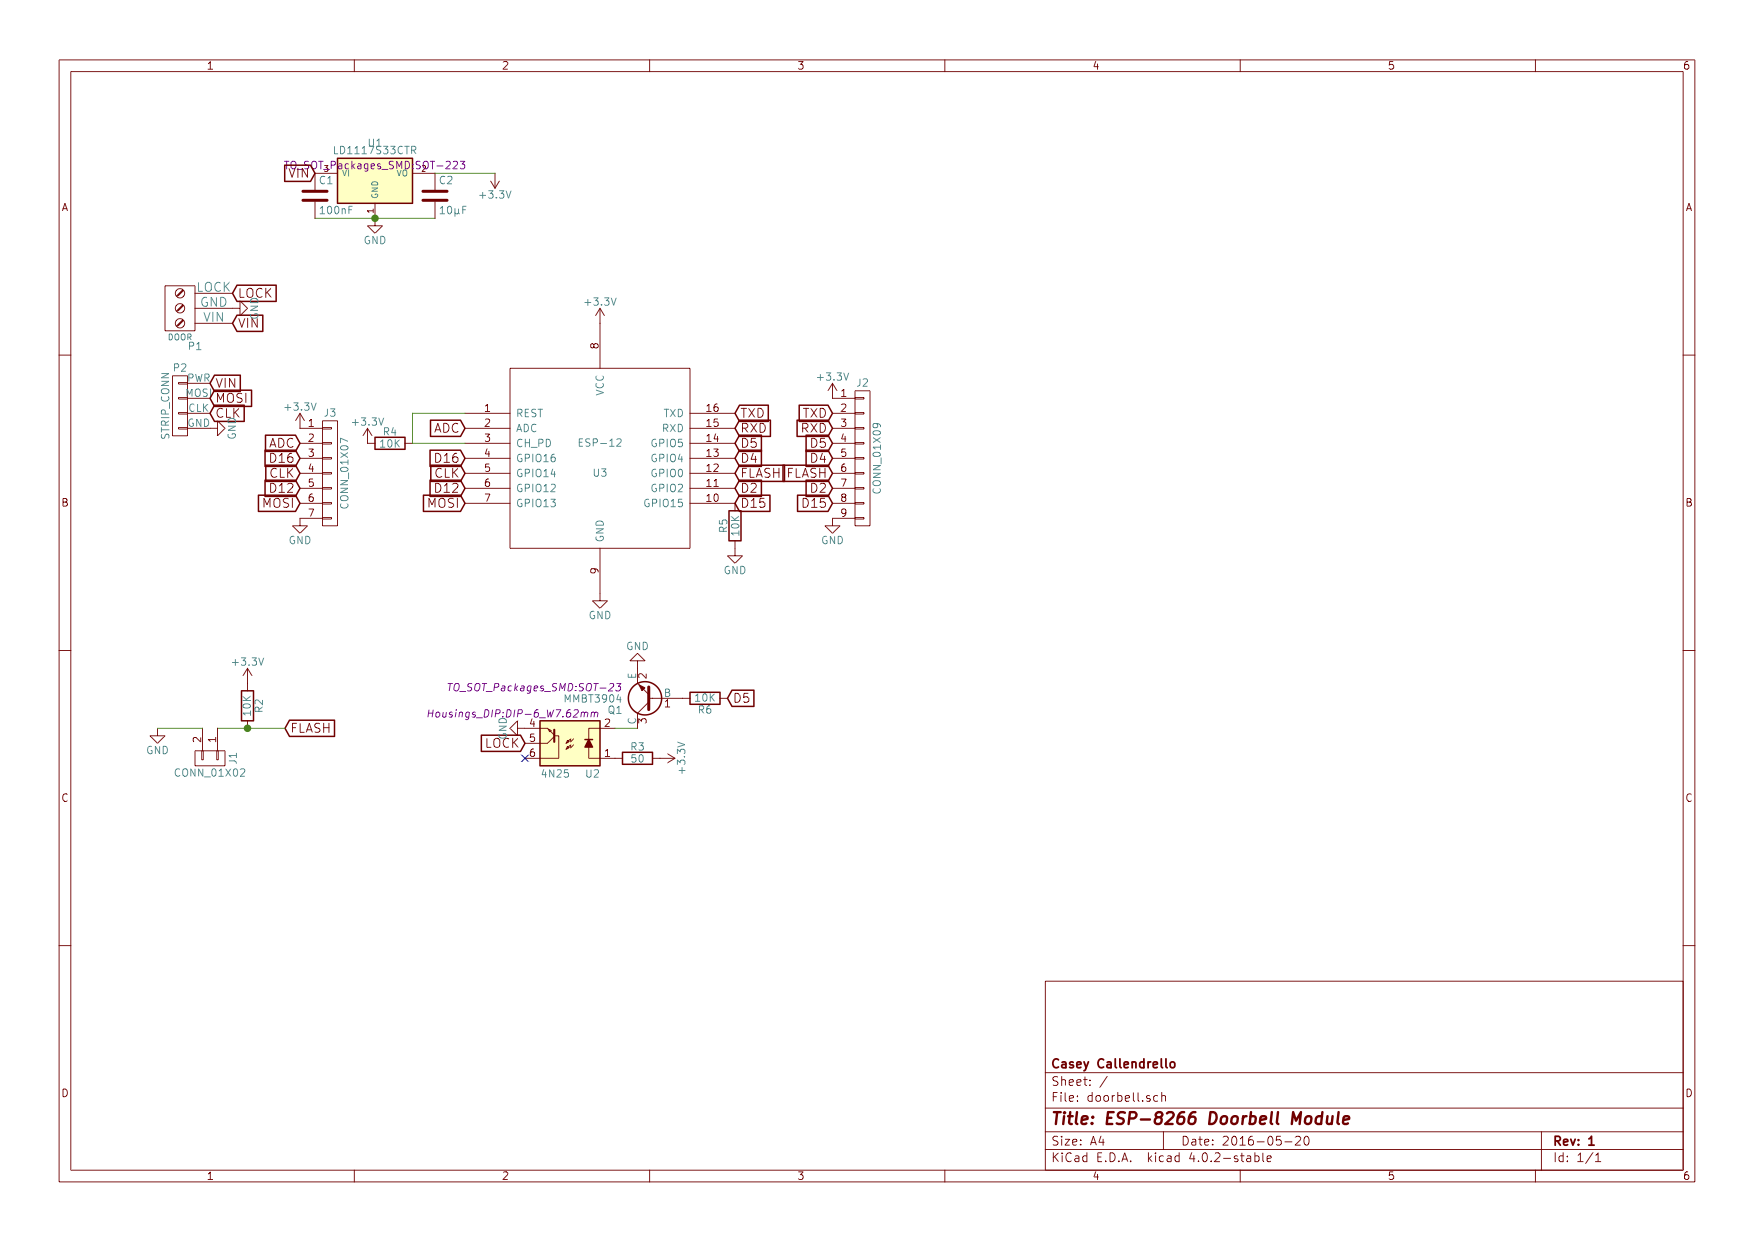 1 2 3 4 5 6
A A
B B
C C
D D
U1
LD1117S33CTR
TO_SOT_Packages_SMD:SOT-223
VIN 3 VI VO 2
GND
1
C1
100nF
C2
10µF
+3.3V
GND
LOCK LOCK
GND GND
VIN VIN
DOOR
P1
P2
STRIP_CONN
PWR VIN
MOSI MOSI
CLK CLK
GND GND
+3.3V
J3
CONN_01X07
1
ADC 2
D16 3
CLK 4
D12 5
MOSI 6
7
GND
+3.3V
R4
10K
+3.3V
8
VCC
1 REST
ADC 2 ADC
3 CH_PD
D16 4 GPIO16
CLK 5 GPIO14
D12 6 GPIO12
MOSI 7 GPIO13
ESP-12
U3
TXD 16 TXD
RXD 15 RXD
GPIO5 14 D5
GPIO4 13 D4
GPIO0 12 FLASH
GPIO2 11 D2
GPIO15 10 D15
GND
9
GND
R5
10K
GND
+3.3V
J2
CONN_01X09
1
TXD 2
RXD 3
D5 4
D4 5
FLASH 6
D2 7
D15 8
9
GND
+3.3V
10K
R2
FLASH
GND
2 1
J1
CONN_01X02
GND
E 2
TO_SOT_Packages_SMD:SOT-23
MMBT3904
Q1
B
1
10K
R6
D5
C 3
Housings_DIP:DIP-6_W7.62mm
GND 4
LOCK 5
6
2
1
4N25 U2
R3
50
+3.3V
Casey Callendrello
Sheet: /
File: doorbell.sch
Title: ESP-8266 Doorbell Module
Size: A4 Date: 2016-05-20 Rev: 1
KiCad E.D.A. kicad 4.0.2-stable Id: 1/1
1 2 3 4 5 6